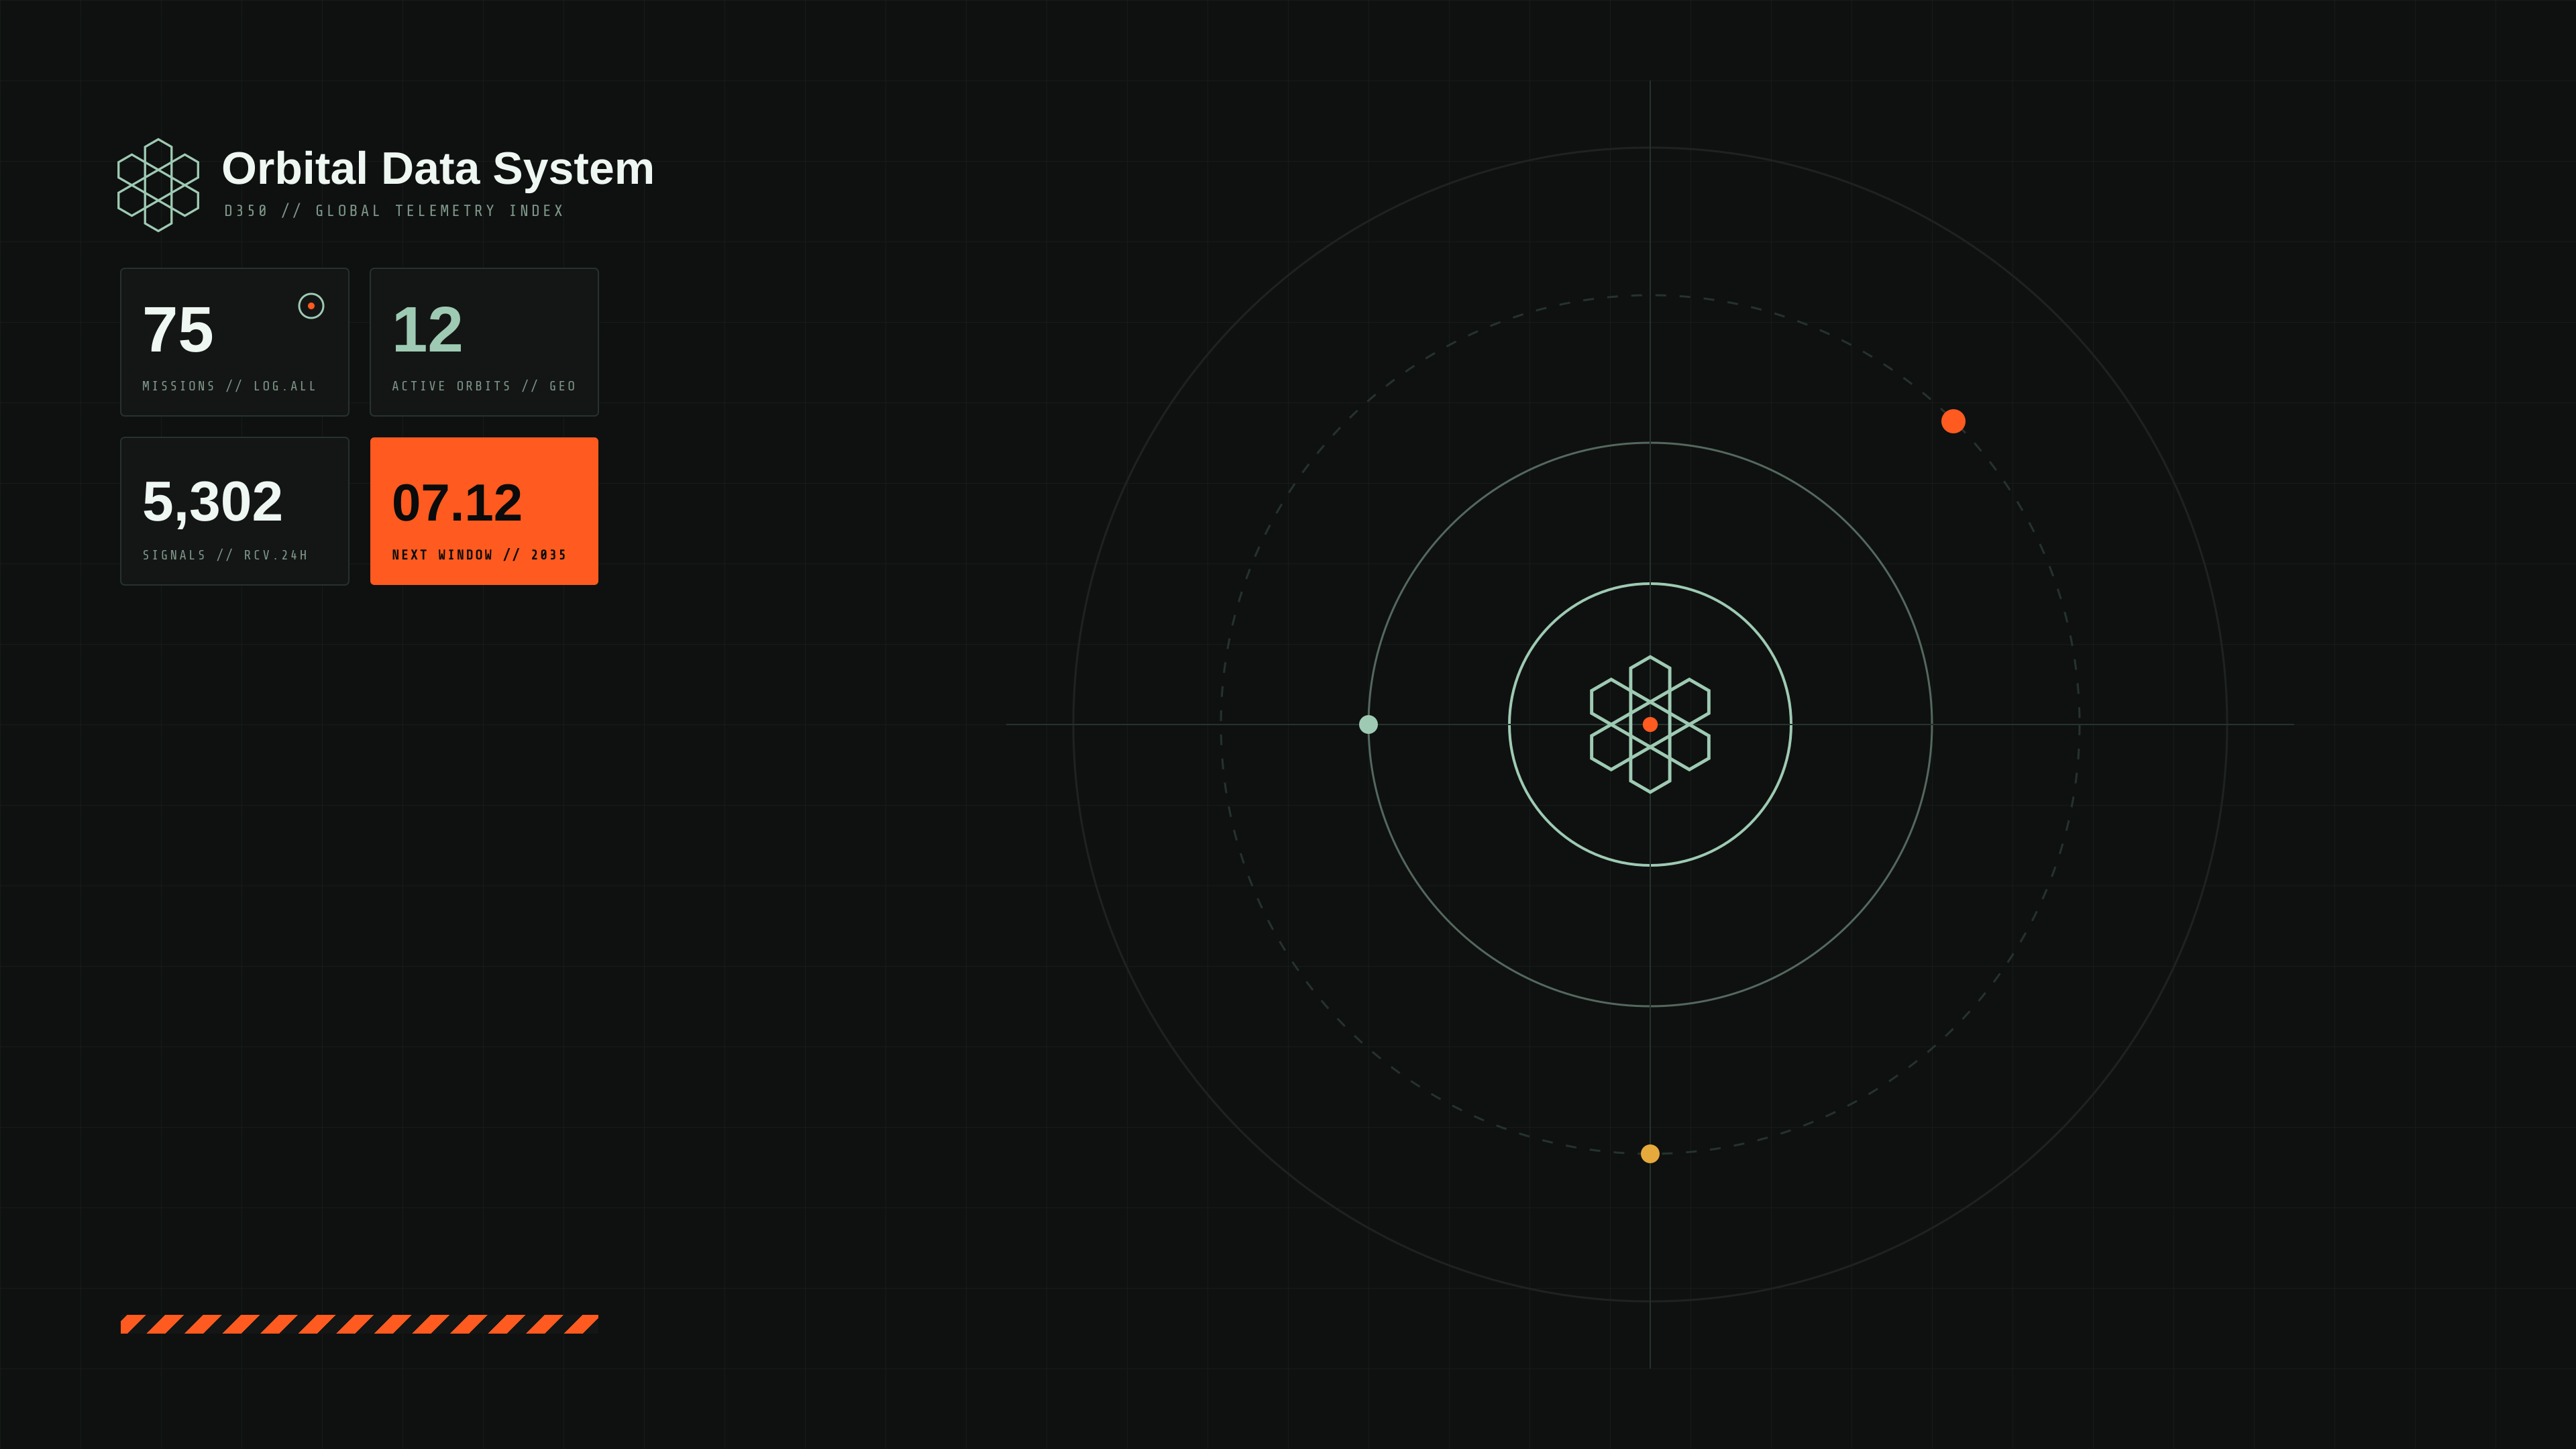 Orbital Data System
D350 // GLOBAL TELEMETRY INDEX
75
MISSIONS // LOG.ALL
12
ACTIVE ORBITS // GEO
5,302
SIGNALS // RCV.24H
07.12
NEXT WINDOW // 2035